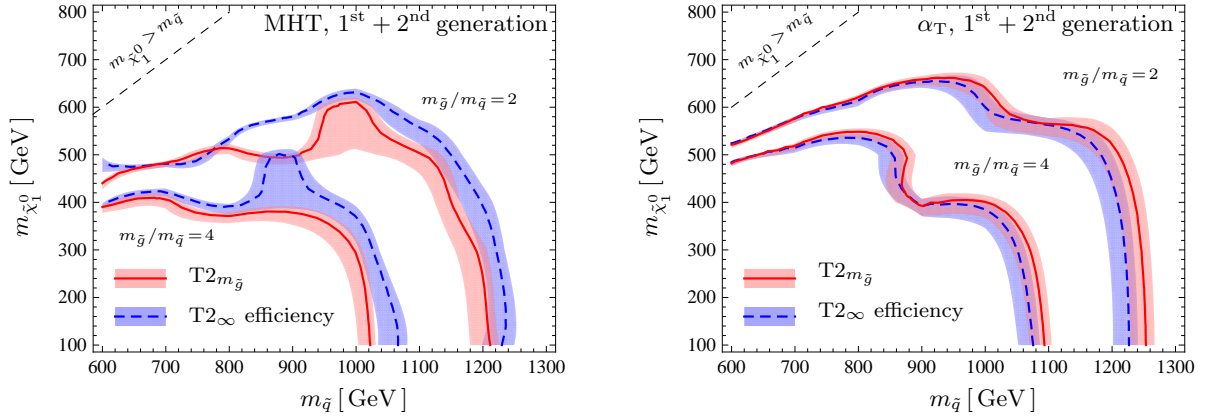 MHT, 1st + 2nd generation
m_χ̃₁⁰ > m_q̃
m_g̃/m_q̃ = 2
m_g̃/m_q̃ = 4
T2_m_g̃
T2_∞ efficiency
m_χ̃₁⁰ [ GeV ]
800
700
600
500
400
300
200
100
600 700 800 900 1000 1100 1200 1300
m_q̃ [ GeV ]
α_T, 1st + 2nd generation
m_χ̃₁⁰ > m_q̃
m_g̃/m_q̃ = 2
m_g̃/m_q̃ = 4
T2_m_g̃
T2_∞ efficiency
m_χ̃₁⁰ [ GeV ]
800
700
600
500
400
300
200
100
600 700 800 900 1000 1100 1200 1300
m_q̃ [ GeV ]